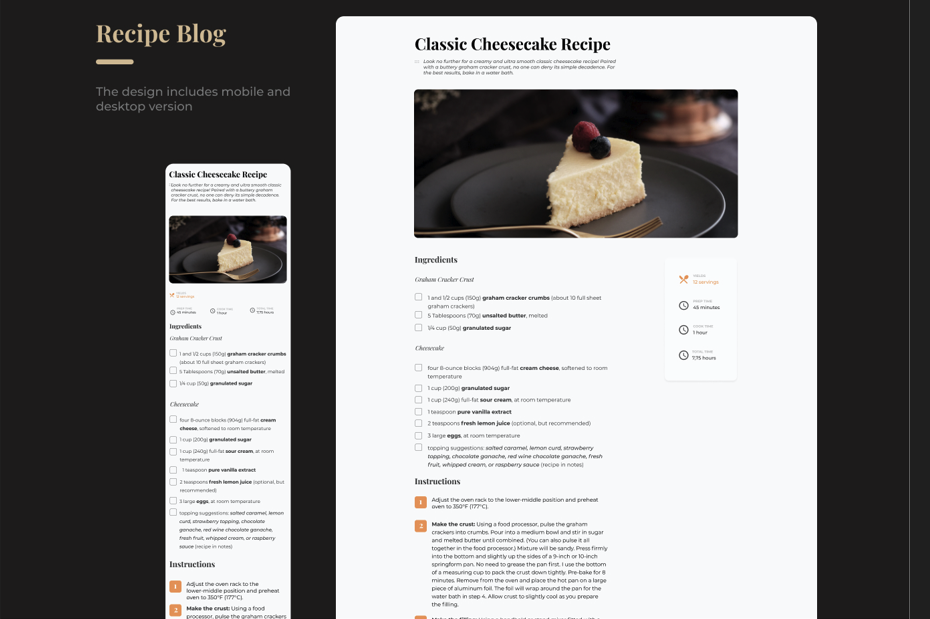 Recipe Blog
The design includes mobile and
desktop version
Classic Cheesecake Recipe
Look no further for a creamy and ultra smooth classic
cheesecake recipe! Paired with a buttery graham
cracker crust, no one can deny its simple decadence.
For the best results, bake in a water bath.
YIELDS
12 servings
PREP TIME
45 minutes
COOK TIME
1 hour
TOTAL TIME
7,75 hours
Ingredients
Graham Cracker Crust
1 and 1/2 cups (150g) graham cracker crumbs
(about 10 full sheet graham crackers)
5 Tablespoons (70g) unsalted butter, melted
1/4 cup (50g) granulated sugar
Cheesecake
four 8-ounce blocks (904g) full-fat cream
cheese, softened to room temperature
1 cup (200g) granulated sugar
1 cup (240g) full-fat sour cream, at room
temperature
1 teaspoon pure vanilla extract
2 teaspoons fresh lemon juice (optional, but
recommended)
3 large eggs, at room temperature
topping suggestions: salted caramel, lemon
curd, strawberry topping, chocolate
ganache, red wine chocolate ganache,
fresh fruit, whipped cream, or raspberry
sauce (recipe in notes)
Instructions
1
Adjust the oven rack to the
lower-middle position and preheat
oven to 350°F (177°C).
2
Make the crust: Using a food
processor, pulse the graham crackers
Classic Cheesecake Recipe
Look no further for a creamy and ultra smooth classic cheesecake recipe! Paired
with a buttery graham cracker crust, no one can deny its simple decadence. For
the best results, bake in a water bath.
Ingredients
Graham Cracker Crust
1 and 1/2 cups (150g) graham cracker crumbs (about 10 full sheet
graham crackers)
5 Tablespoons (70g) unsalted butter, melted
1/4 cup (50g) granulated sugar
Cheesecake
four 8-ounce blocks (904g) full-fat cream cheese, softened to room
temperature
1 cup (200g) granulated sugar
1 cup (240g) full-fat sour cream, at room temperature
1 teaspoon pure vanilla extract
2 teaspoons fresh lemon juice (optional, but recommended)
3 large eggs, at room temperature
topping suggestions: salted caramel, lemon curd, strawberry
topping, chocolate ganache, red wine chocolate ganache, fresh
fruit, whipped cream, or raspberry sauce (recipe in notes)
YIELDS
12 servings
PREP TIME
45 minutes
COOK TIME
1 hour
TOTAL TIME
7,75 hours
Instructions
1
Adjust the oven rack to the lower-middle position and preheat
oven to 350°F (177°C).
2
Make the crust: Using a food processor, pulse the graham
crackers into crumbs. Pour into a medium bowl and stir in sugar
and melted butter until combined. (You can also pulse it all
together in the food processor.) Mixture will be sandy. Press firmly
into the bottom and slightly up the sides of a 9-inch or 10-inch
springform pan. No need to grease the pan first. I use the bottom
of a measuring cup to pack the crust down tightly. Pre-bake for 8
minutes. Remove from the oven and place the hot pan on a large
piece of aluminum foil. The foil will wrap around the pan for the
water bath in step 4. Allow crust to slightly cool as you prepare
the filling.